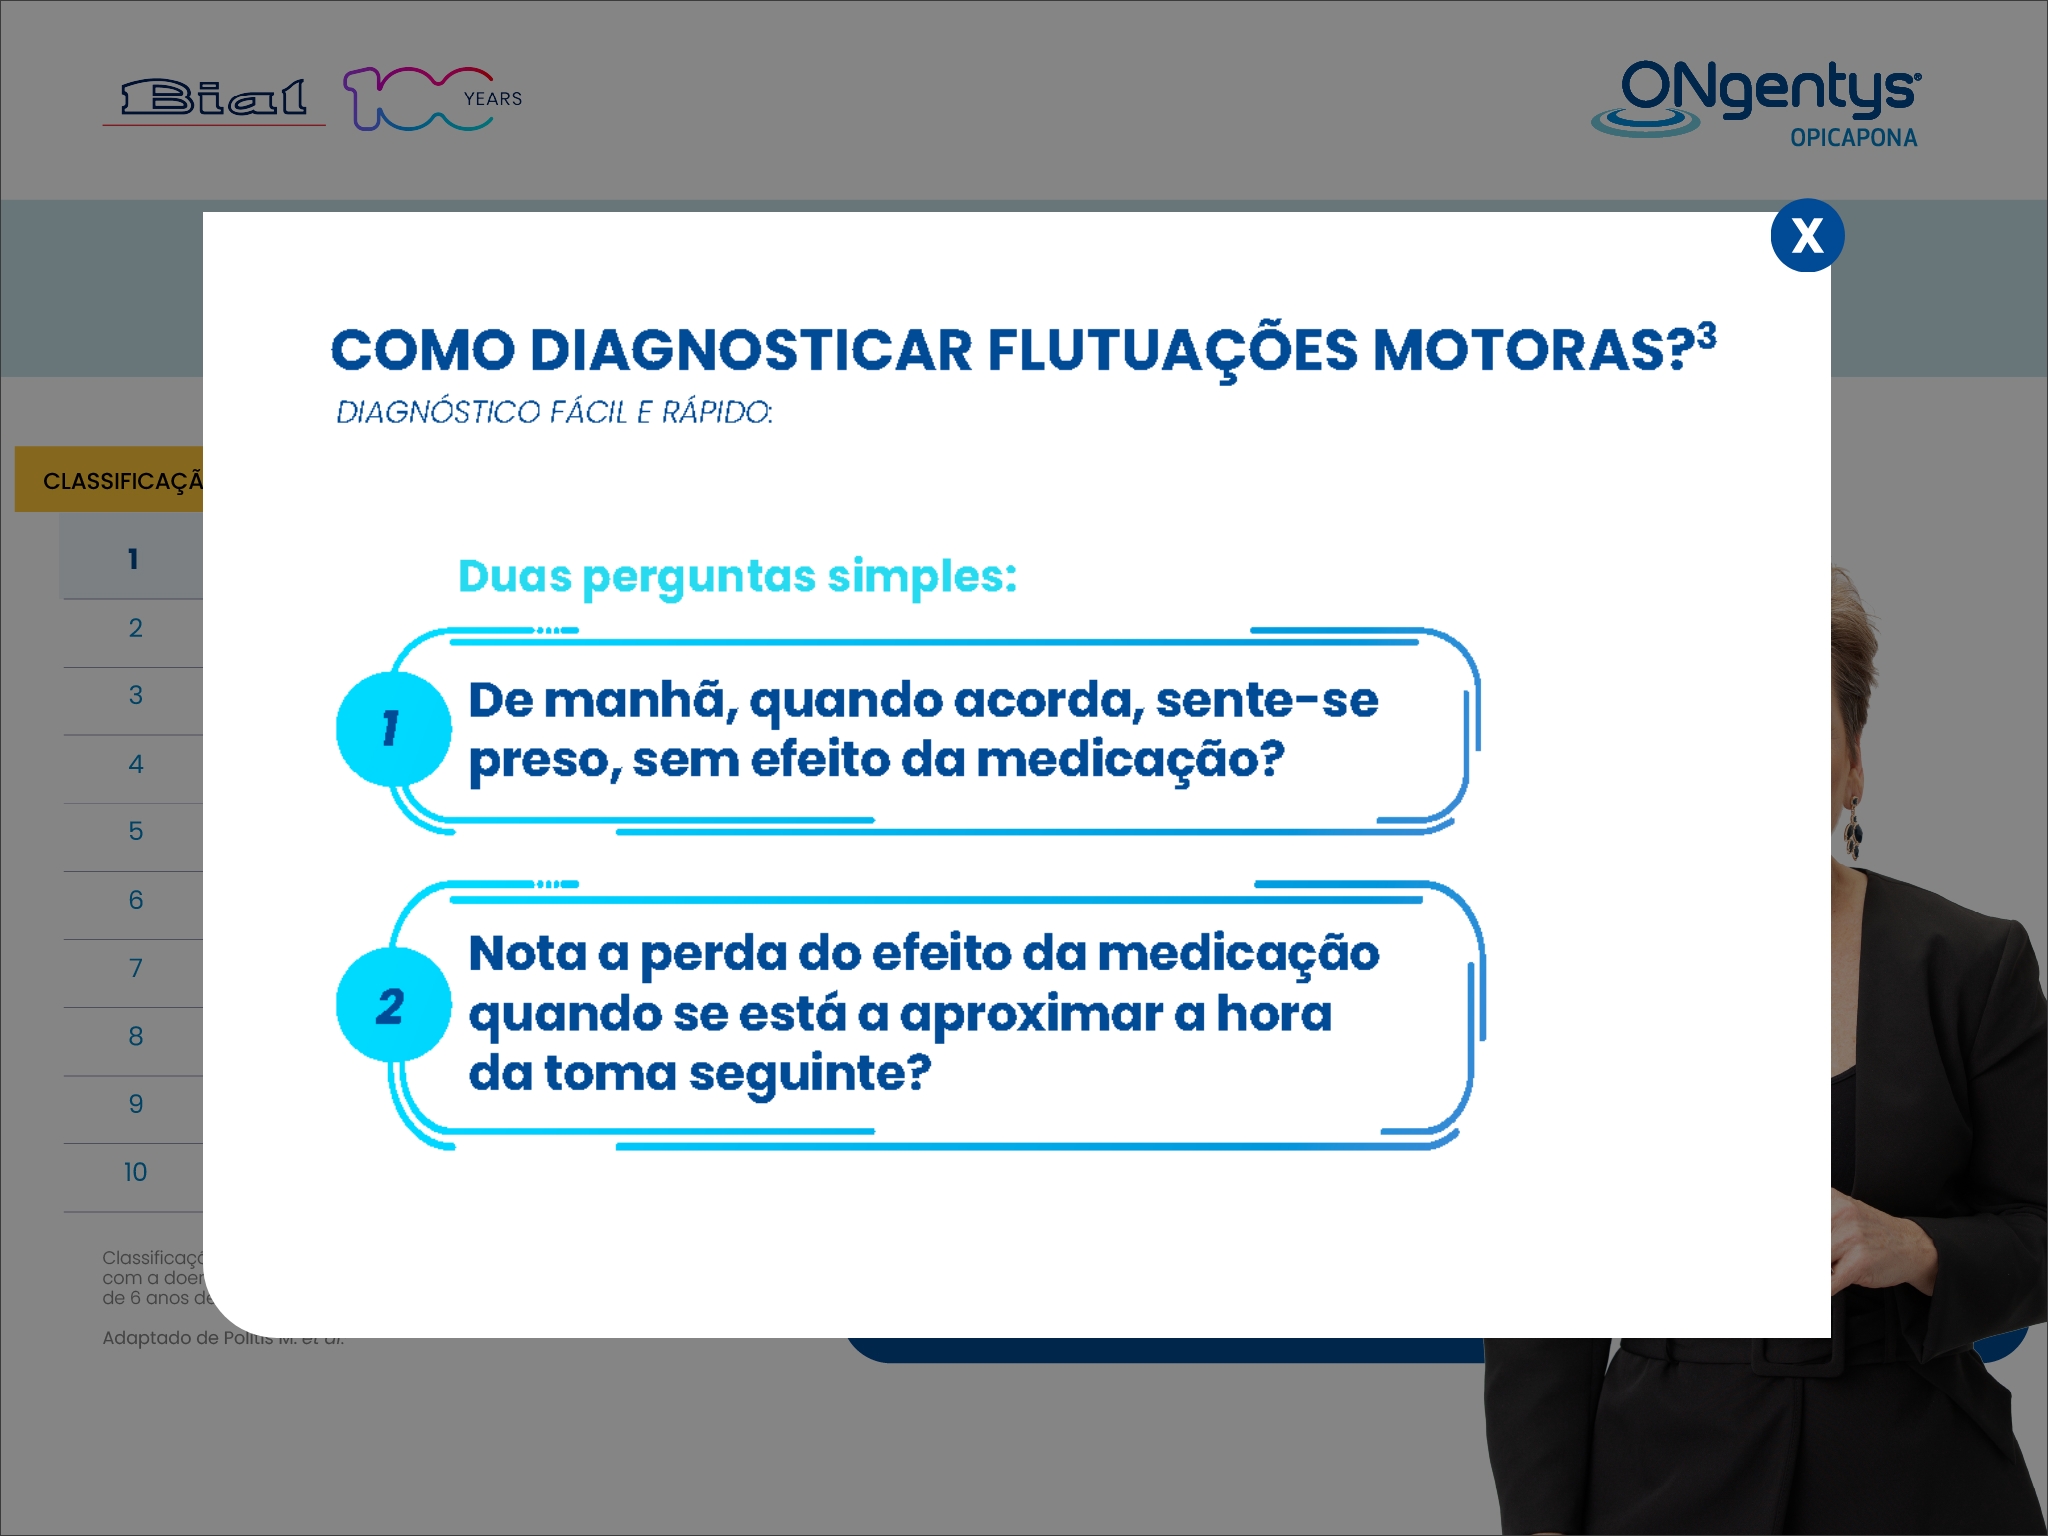 Bial
100 YEARS
ONgentys®
OPICAPONA
X
COMO DIAGNOSTICAR FLUTUAÇÕES MOTORAS?³
DIAGNÓSTICO FÁCIL E RÁPIDO:
Duas perguntas simples:
1
De manhã, quando acorda, sente-se
preso, sem efeito da medicação?
2
Nota a perda do efeito da medicação
quando se está a aproximar a hora
da toma seguinte?
1
2
3
4
5
6
7
8
9
10
com a
de 6 anos
Adaptado de Politis M. et al.